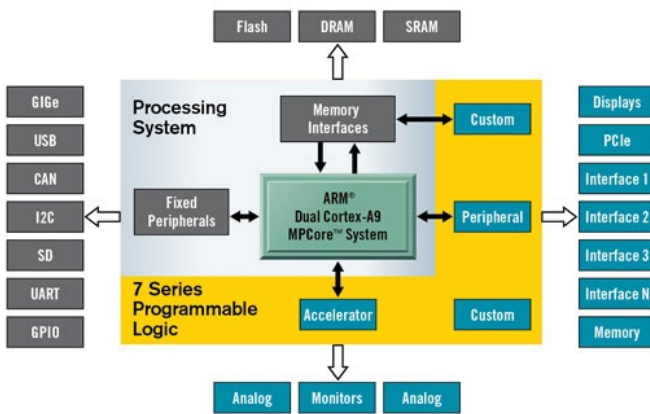 Flash
DRAM
SRAM
GIGe
USB
CAN
I2C
SD
UART
GPIO
Processing
System
Memory
Interfaces
Custom
Fixed
Peripherals
ARM®
Dual Cortex-A9
MPCore™ System
Peripheral
7 Series
Programmable
Logic
Accelerator
Custom
Displays
PCIe
Interface 1
Interface 2
Interface 3
Interface N
Memory
Analog
Monitors
Analog